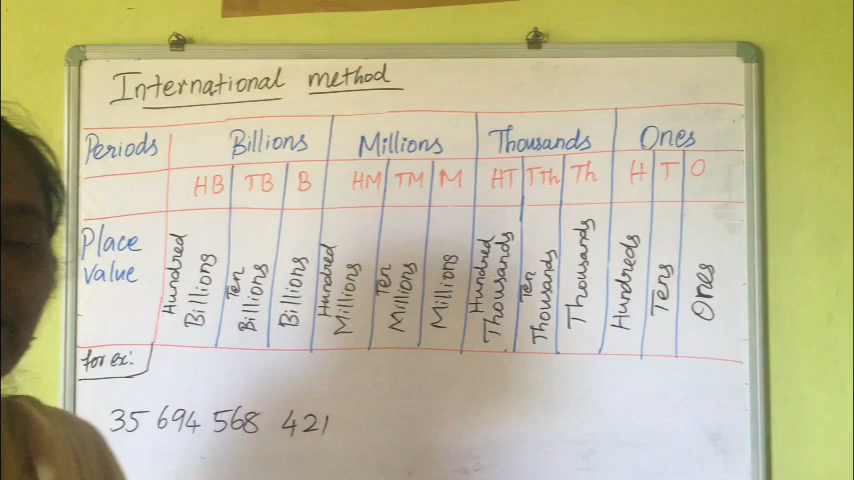 International method
Periods Billions Millions Thousands Ones
HB TB B HM TM M HT TTh Th H T O
Place value Hundred Billions Ten Billions Billions Hundred Millions Ten Millions Millions Hundred Thousands Ten Thousands Thousands Hundreds Tens Ones
for ex:
35 694 568 421